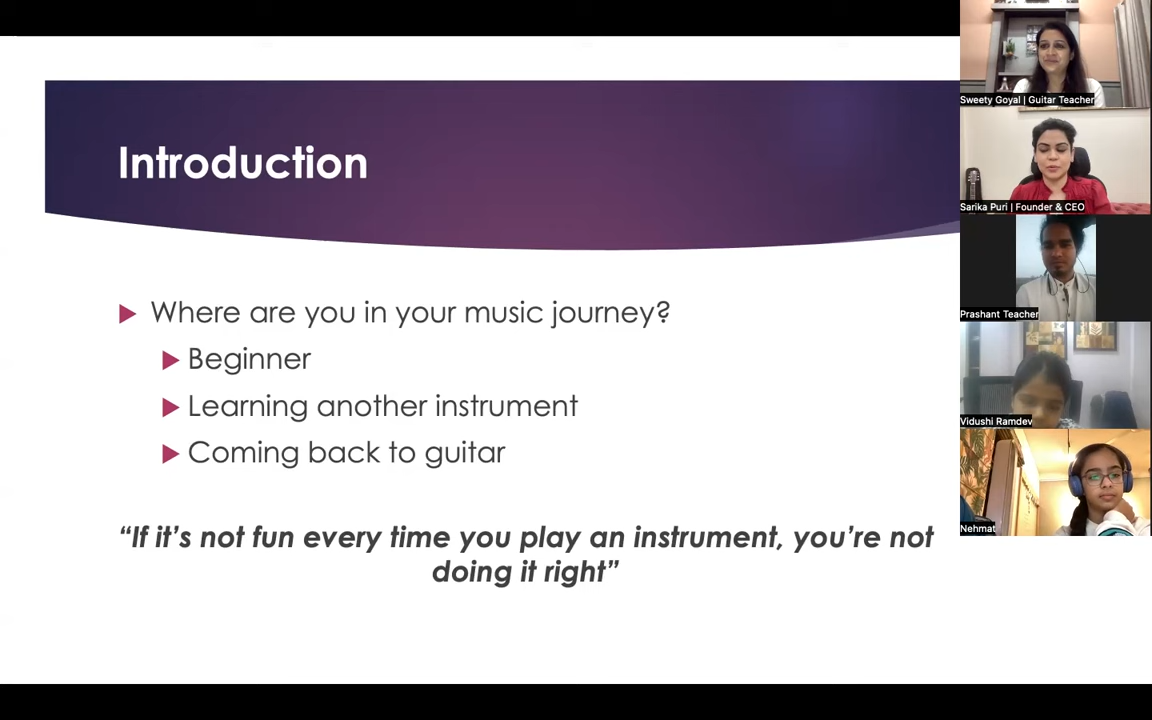 Introduction
Where are you in your music journey?
Beginner
Learning another instrument
Coming back to guitar
“If it’s not fun every time you play an instrument, you’re not
doing it right”
Sweety Goyal | Guitar Teacher
Sarika Puri | Founder & CEO
Prashant Teacher
Vidushi Ramdev
Nehmat